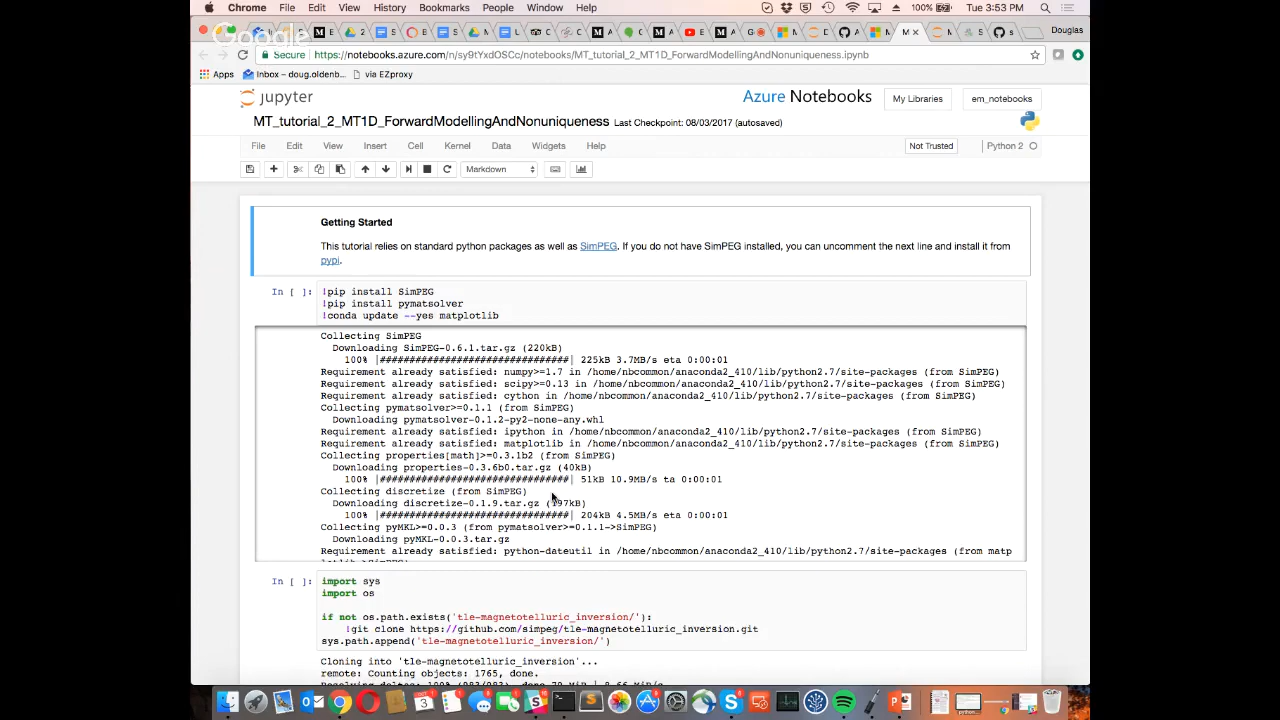 Chrome File Edit View History Bookmarks People Window Help 100% Tue 3:53 PM
Google
Douglas
Secure https://notebooks.azure.com/n/sy9tYxdOSCc/notebooks/MT_tutorial_2_MT1D_ForwardModellingAndNonuniqueness.ipynb
Apps Inbox – doug.oldenb... via EZproxy
jupyter Azure Notebooks My Libraries em_notebooks
MT_tutorial_2_MT1D_ForwardModellingAndNonuniqueness Last Checkpoint: 08/03/2017 (autosaved)
File Edit View Insert Cell Kernel Data Widgets Help Not Trusted Python 2
Markdown
Getting Started
This tutorial relies on standard python packages as well as SimPEG. If you do not have SimPEG installed, you can uncomment the next line and install it from
pypi.
In [ ]: !pip install SimPEG
!pip install pymatsolver
!conda update --yes matplotlib
Collecting SimPEG
Downloading SimPEG-0.6.1.tar.gz (220kB)
100% |################################| 225kB 3.7MB/s eta 0:00:01
Requirement already satisfied: numpy>=1.7 in /home/nbcommon/anaconda2_410/lib/python2.7/site-packages (from SimPEG)
Requirement already satisfied: scipy>=0.13 in /home/nbcommon/anaconda2_410/lib/python2.7/site-packages (from SimPEG)
Requirement already satisfied: cython in /home/nbcommon/anaconda2_410/lib/python2.7/site-packages (from SimPEG)
Collecting pymatsolver>=0.1.1 (from SimPEG)
Downloading pymatsolver-0.1.2-py2-none-any.whl
Requirement already satisfied: ipython in /home/nbcommon/anaconda2_410/lib/python2.7/site-packages (from SimPEG)
Requirement already satisfied: matplotlib in /home/nbcommon/anaconda2_410/lib/python2.7/site-packages (from SimPEG)
Collecting properties[math]>=0.3.1b2 (from SimPEG)
Downloading properties-0.3.6b0.tar.gz (40kB)
100% |################################| 51kB 10.9MB/s ta 0:00:01
Collecting discretize (from SimPEG)
Downloading discretize-0.1.9.tar.gz (197kB)
100% |################################| 204kB 4.5MB/s eta 0:00:01
Collecting pyMKL>=0.0.3 (from pymatsolver>=0.1.1->SimPEG)
Downloading pyMKL-0.0.3.tar.gz
Requirement already satisfied: python-dateutil in /home/nbcommon/anaconda2_410/lib/python2.7/site-packages (from matp
In [ ]: import sys
import os
if not os.path.exists('tle-magnetotelluric_inversion/'):
!git clone https://github.com/simpeg/tle-magnetotelluric_inversion.git
sys.path.append('tle-magnetotelluric_inversion/')
Cloning into 'tle-magnetotelluric_inversion'...
remote: Counting objects: 1765, done.